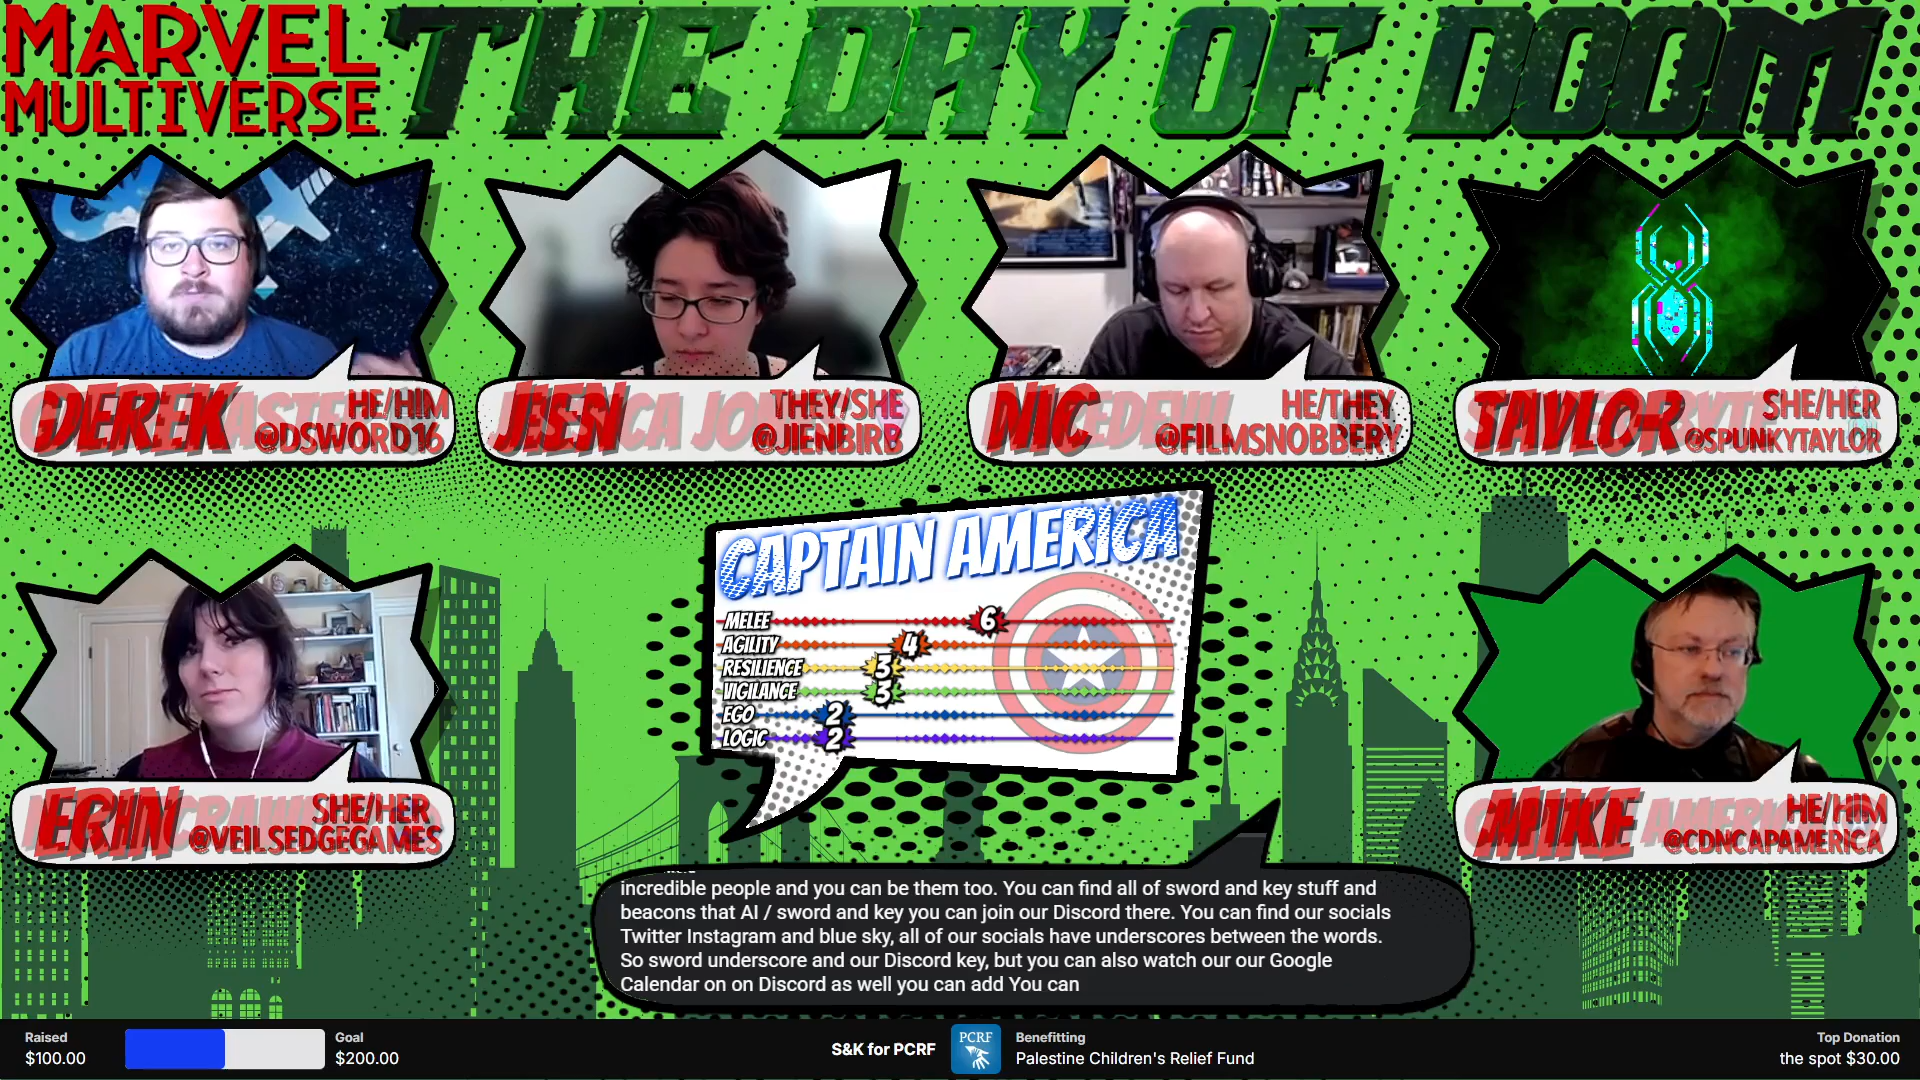 MARVEL
MULTIVERSE
THE DAY OF DOOM
DEREK
HE/HIM
@DSWORD16
JIEN
THEY/SHE
@JIENBIRB
NIC
HE/THEY
@FILMSNOBBERY
TAYLOR
SHE/HER
@SPUNKYTAYLOR
CAPTAIN AMERICA
MELEE 6
AGILITY 4
RESILIENCE 3
VIGILANCE 3
EGO 2
LOGIC 2
ERIN
SHE/HER
@VEILSEDGEGAMES
MIKE
HE/HIM
@CDNCAPAMERICA
incredible people and you can be them too. You can find all of sword and key stuff and
beacons that AI / sword and key you can join our Discord there. You can find our socials
Twitter Instagram and blue sky, all of our socials have underscores between the words.
So sword underscore and our Discord key, but you can also watch our our Google
Calendar on on Discord as well you can add You can
Raised
$100.00
Goal
$200.00
S&K for PCRF
PCRF
Benefitting
Palestine Children's Relief Fund
Top Donation
the spot $30.00